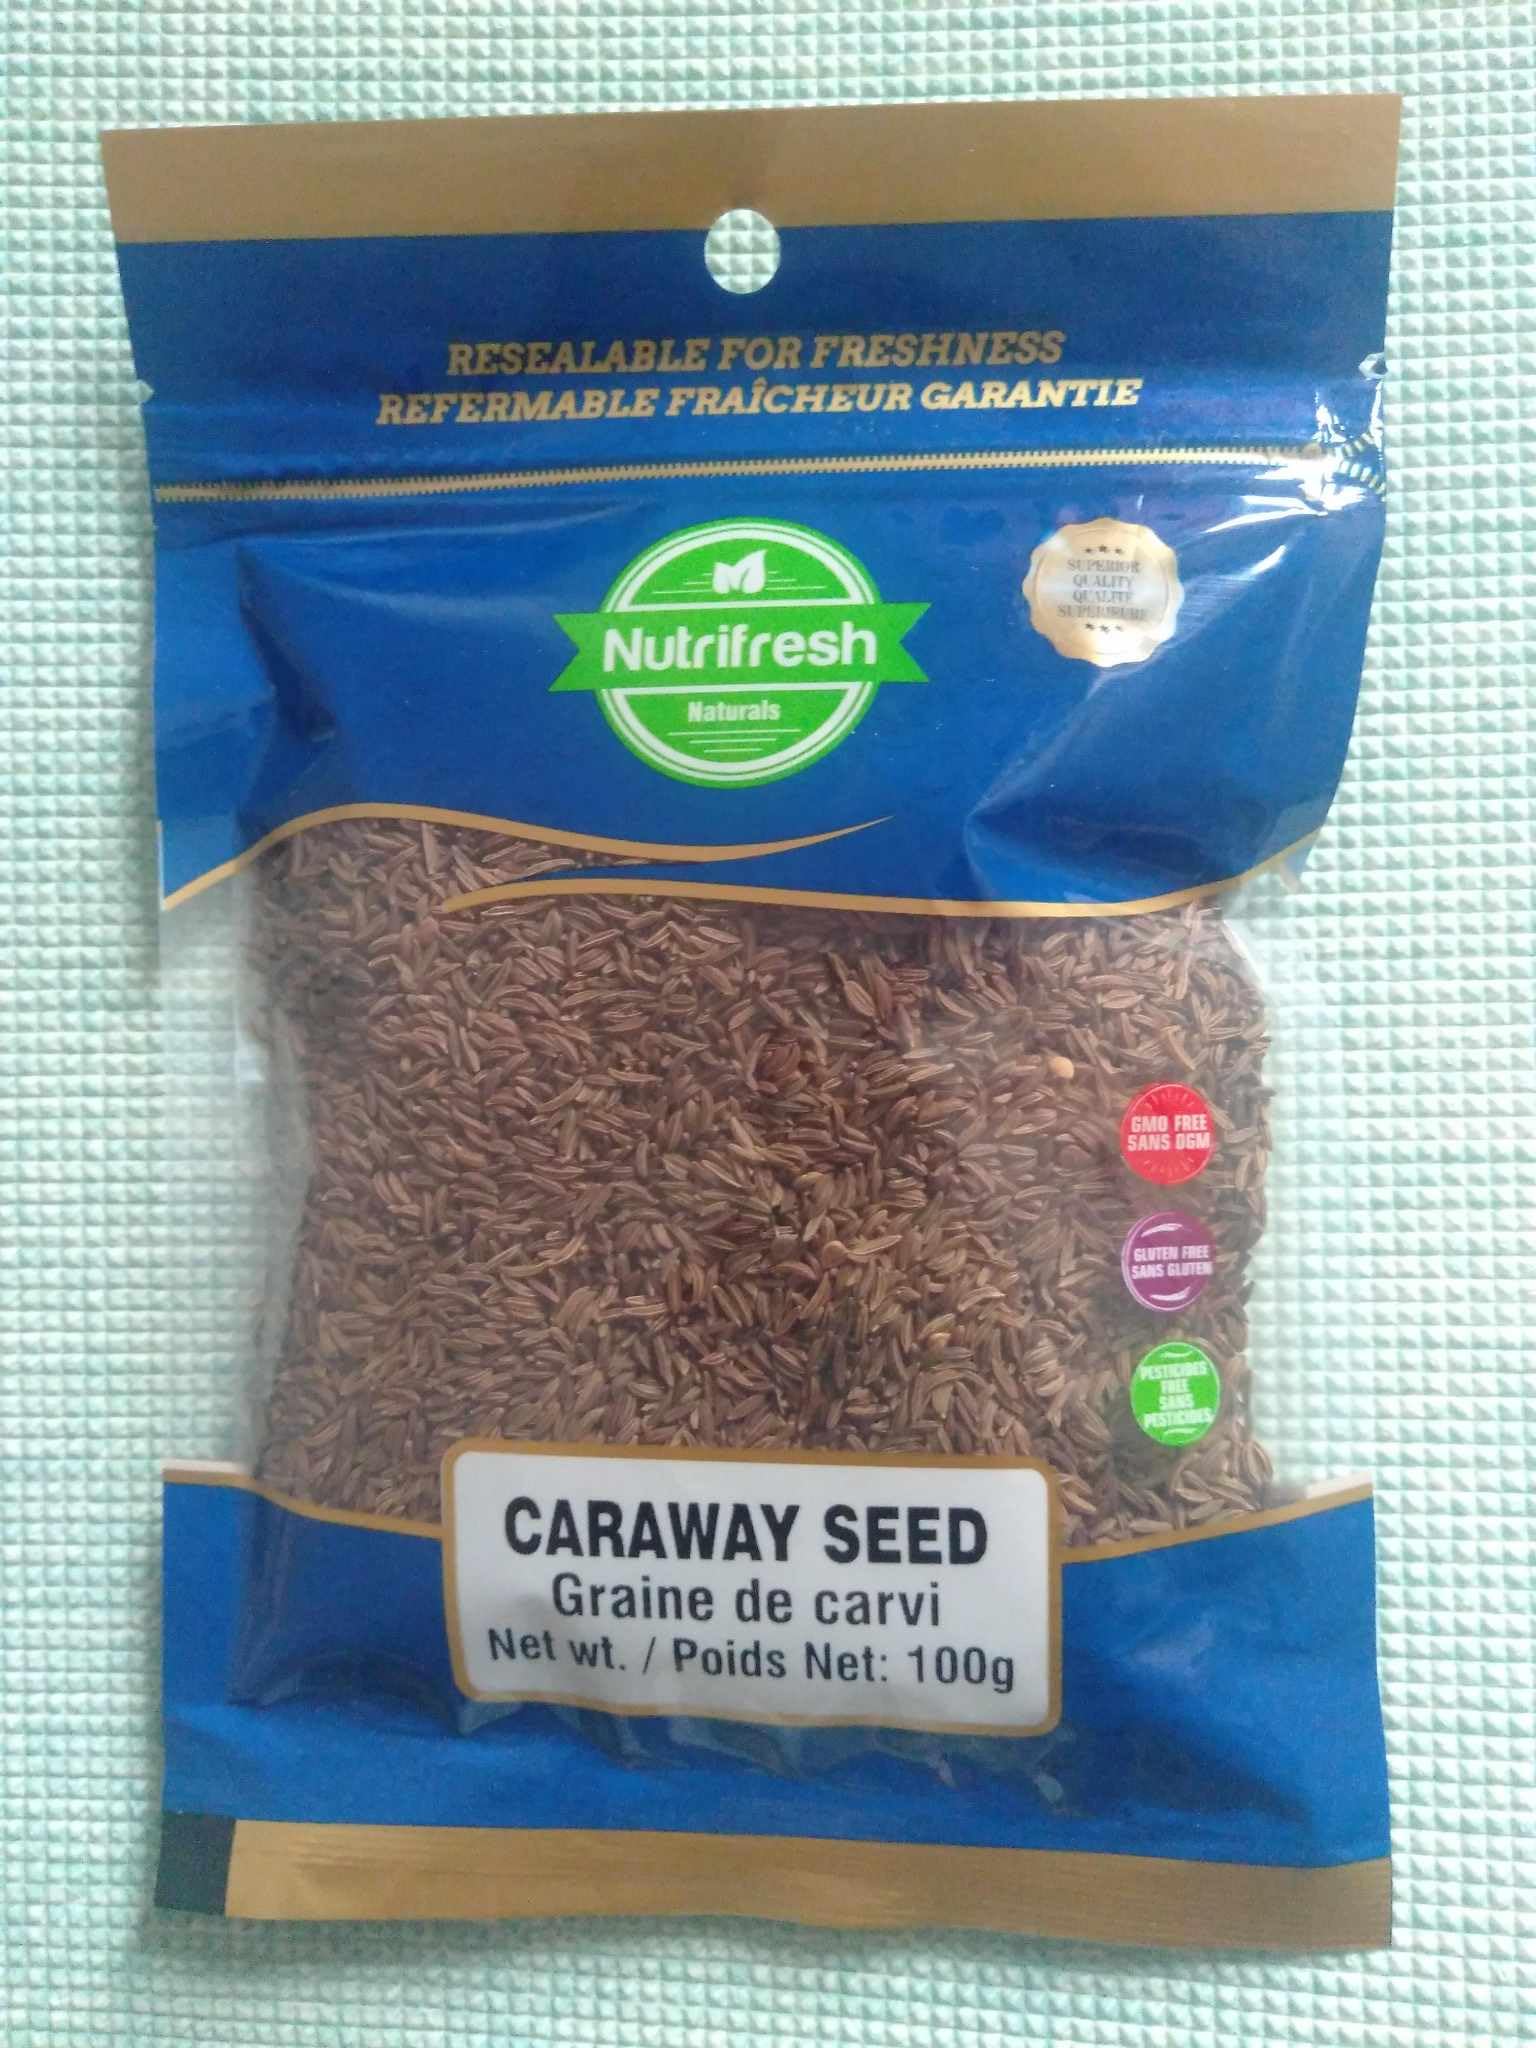 RESEALABLE FOR FRESHNESS
REFERMABLE FRAÎCHEUR GARANTIE
Nutrifresh
Naturals
SUPERIOR
QUALITY
QUALITÉ
SUPÉRIEURE
GMO FREE
SANS OGM
GLUTEN FREE
SANS GLUTEN
PESTICIDES
FREE
SANS
PESTICIDES
CARAWAY SEED
Graine de carvi
Net wt. / Poids Net: 100g